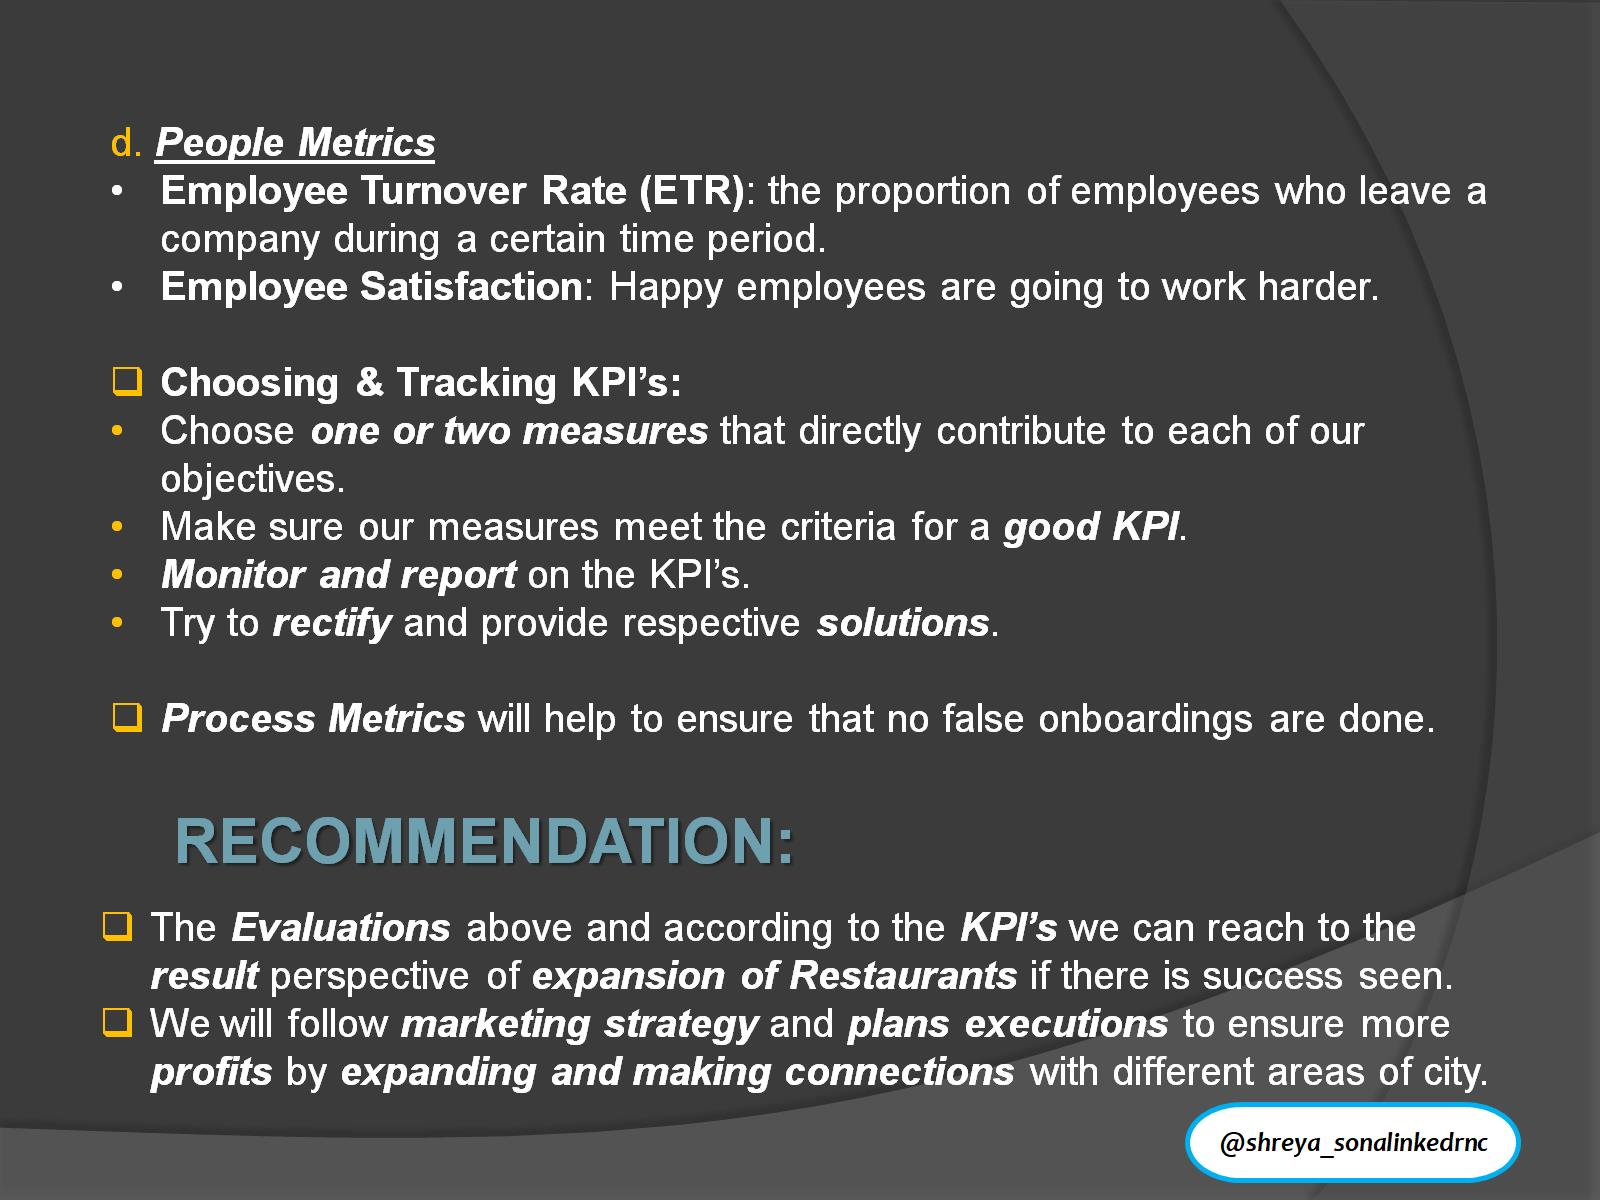 d. People Metrics
• Employee Turnover Rate (ETR): the proportion of employees who leave a
company during a certain time period.
• Employee Satisfaction: Happy employees are going to work harder.
❑ Choosing & Tracking KPI’s:
• Choose one or two measures that directly contribute to each of our
objectives.
• Make sure our measures meet the criteria for a good KPI.
• Monitor and report on the KPI’s.
• Try to rectify and provide respective solutions.
❑ Process Metrics will help to ensure that no false onboardings are done.
RECOMMENDATION:
❑ The Evaluations above and according to the KPI’s we can reach to the
result perspective of expansion of Restaurants if there is success seen.
❑ We will follow marketing strategy and plans executions to ensure more
profits by expanding and making connections with different areas of city.
@shreya_sonalinkedrnc